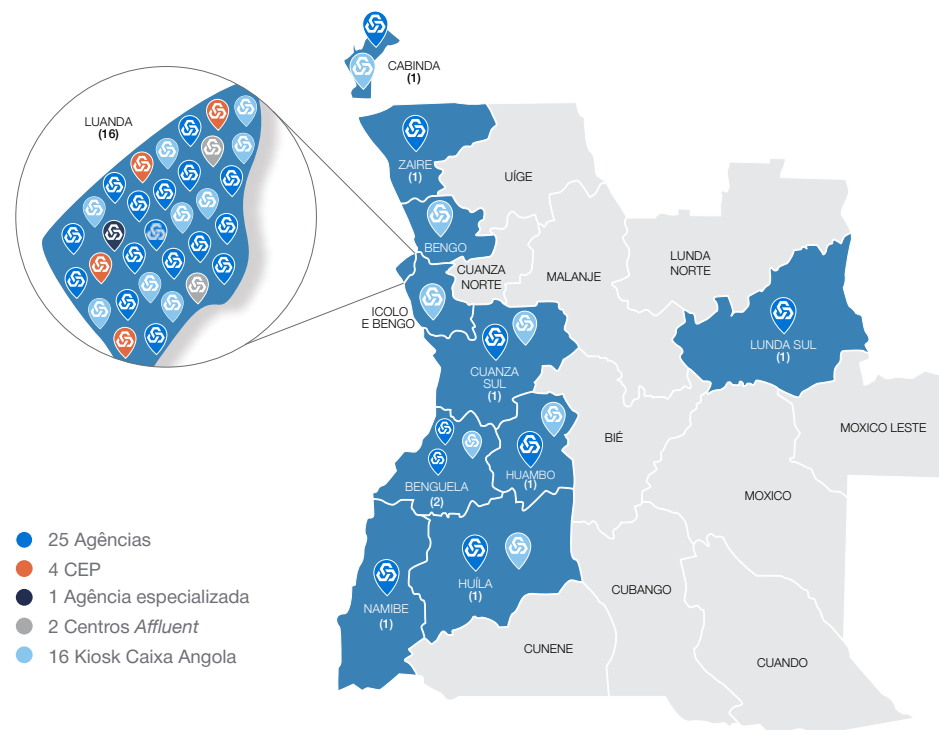 CABINDA
(1)
LUANDA
(16)
ZAIRE
(1)
UÍGE
BENGO
CUANZA
NORTE
MALANJE
LUNDA
NORTE
ICOLO
E BENGO
LUNDA SUL
(1)
CUANZA
SUL
(1)
MOXICO LESTE
BIÉ
HUAMBO
(1)
BENGUELA
(2)
MOXICO
HUÍLA
(1)
NAMIBE
(1)
CUBANGO
CUNENE
CUANDO
25 Agências
4 CEP
1 Agência especializada
2 Centros Affluent
16 Kiosk Caixa Angola